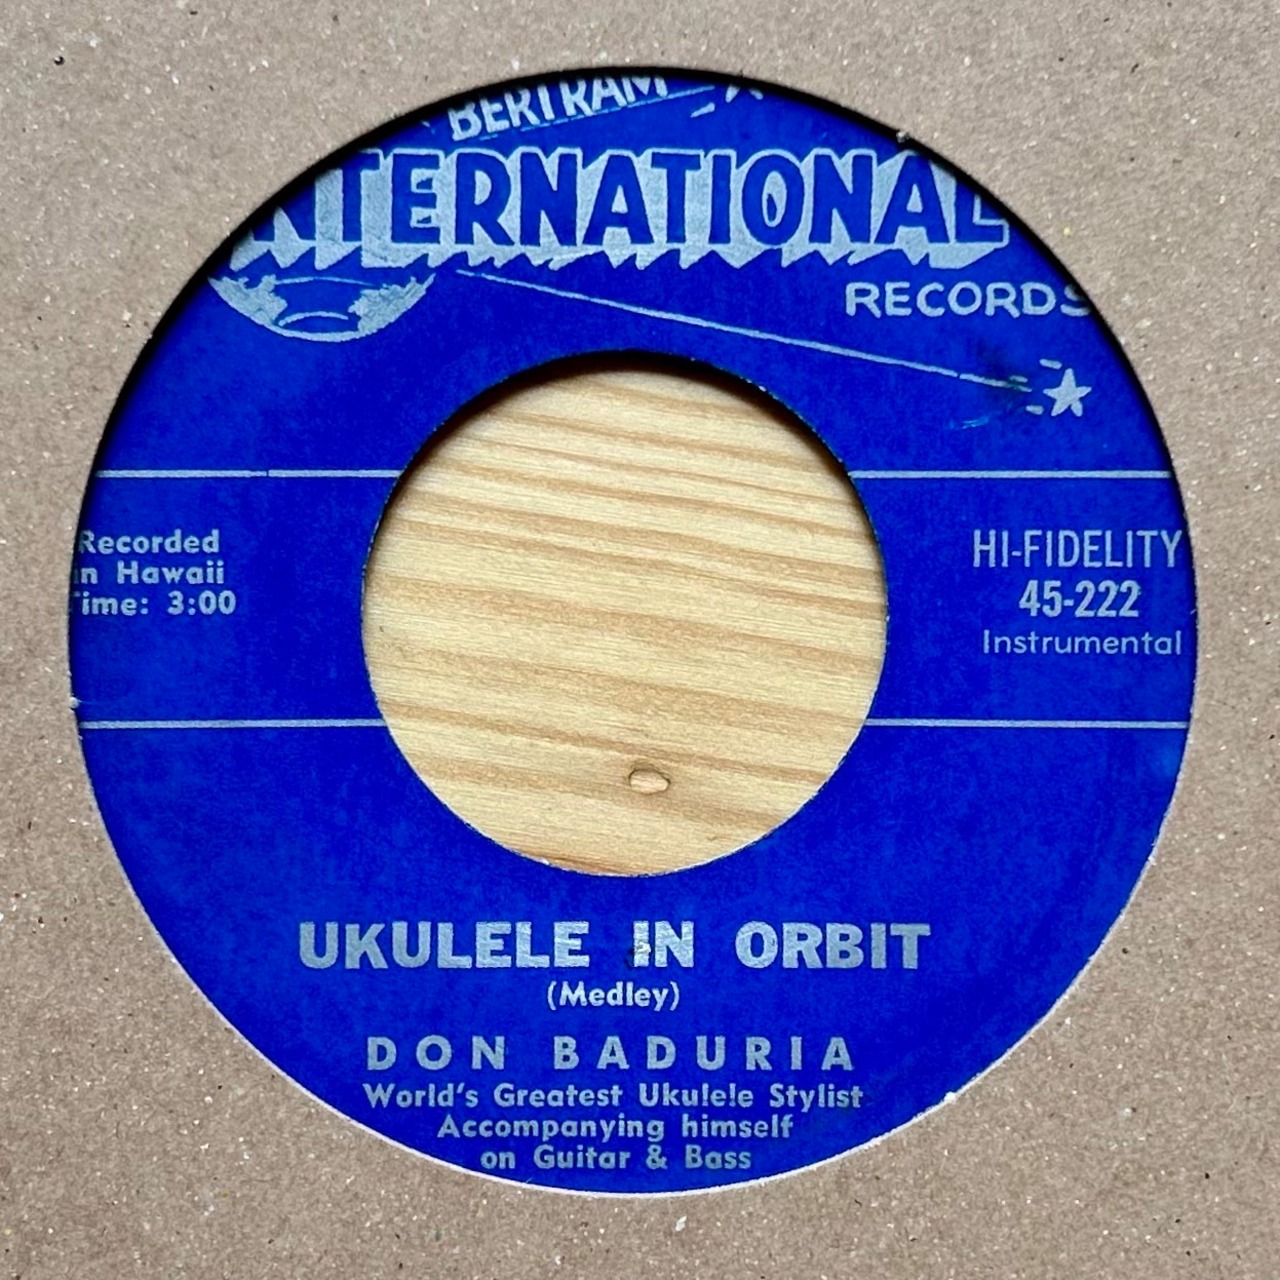 BERTRAM
INTERNATIONAL
RECORDS
Recorded
in Hawaii
Time: 3:00
HI-FIDELITY
45-222
Instrumental
UKULELE IN ORBIT
(Medley)
DON BADURIA
World's Greatest Ukulele Stylist
Accompanying himself
on Guitar & Bass